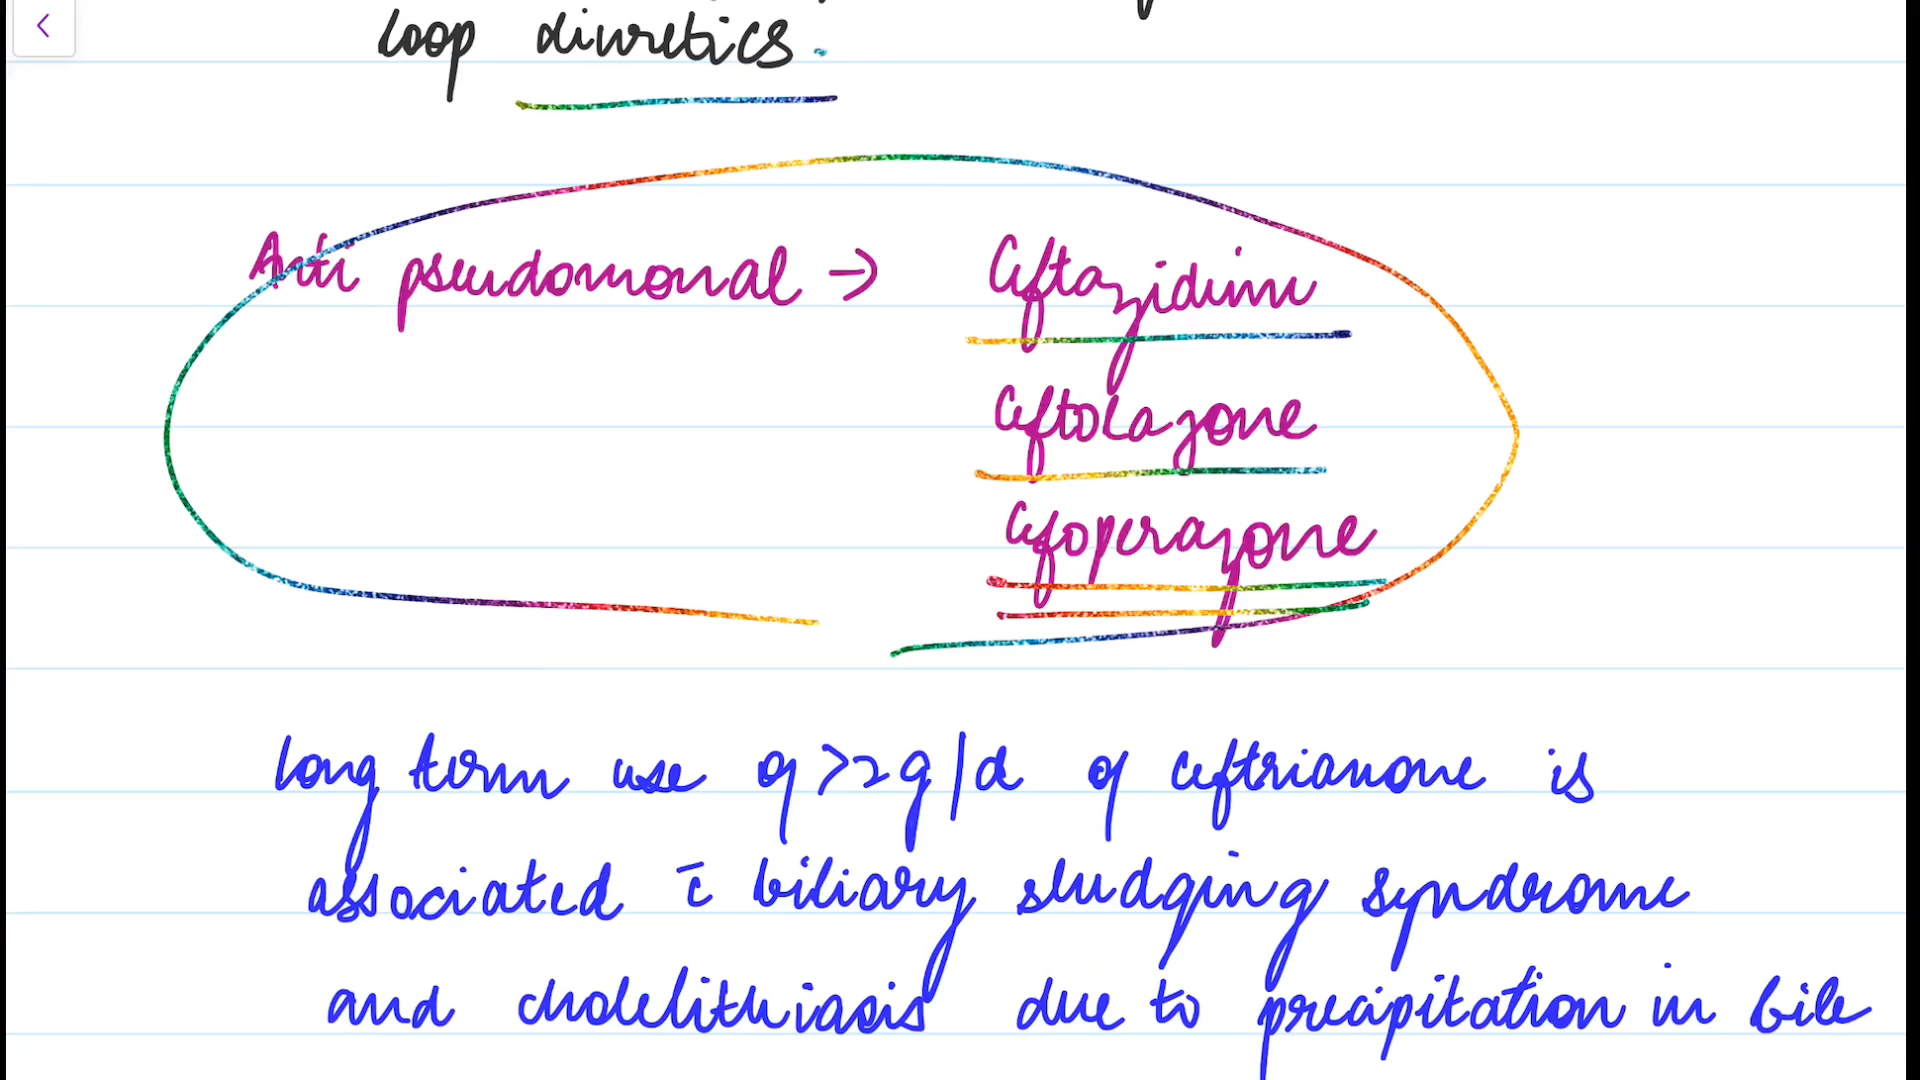 loop diuretics.
Anti pseudomonal → Ceftazidime
Ceftolazone
Cefoperazone
long term use of >2g/d of ceftriaxone is
associated c̄ biliary sludging syndrome
and cholelithiasis due to precipitation in bile